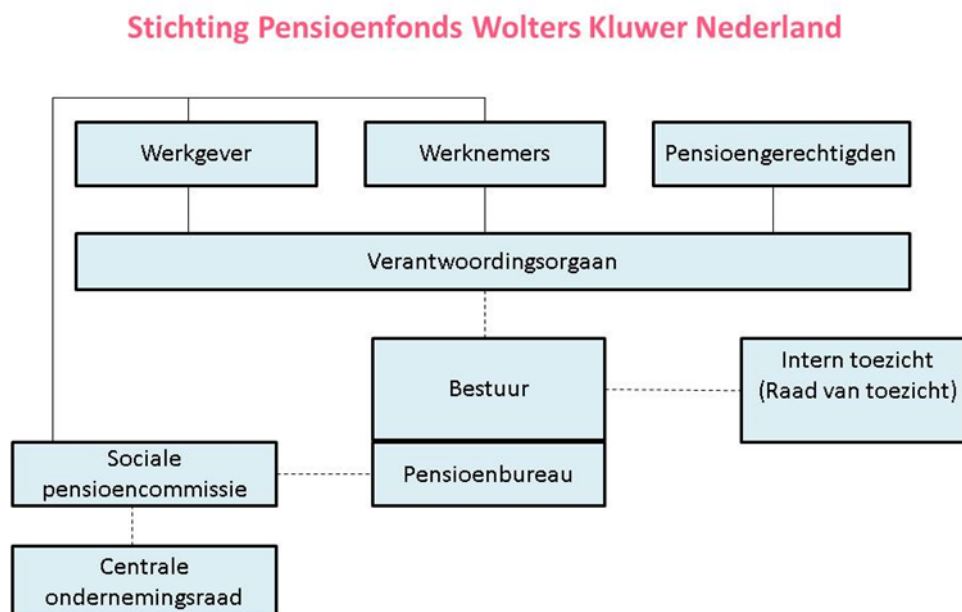 Stichting Pensioenfonds Wolters Kluwer Nederland
Werkgever
Werknemers
Pensioengerechtigden
Verantwoordingsorgaan
Bestuur
Intern toezicht
(Raad van toezicht)
Sociale
pensioencommissie
Pensioenbureau
Centrale
ondernemingsraad